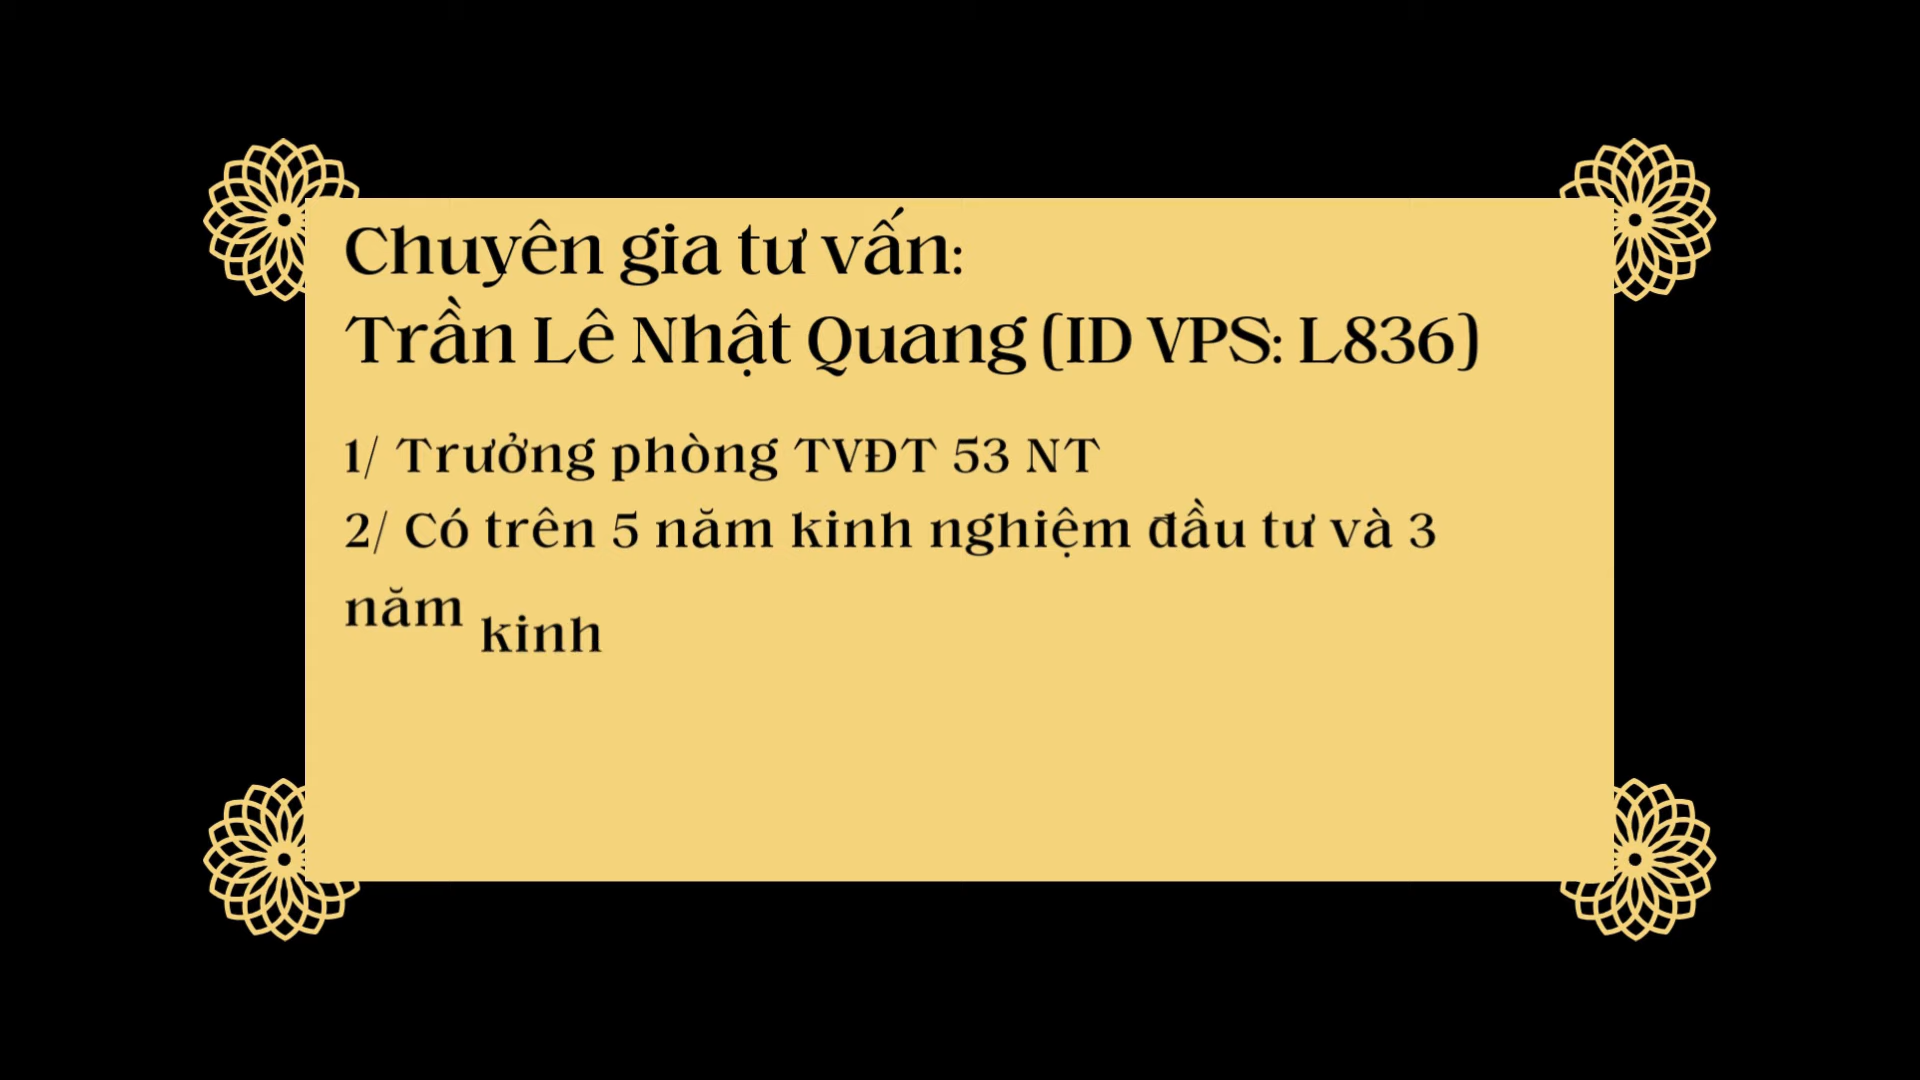 Chuyên gia tư vấn:
Trần Lê Nhật Quang (ID VPS: L836)
1/ Trưởng phòng TVĐT 53 NT
2/ Có trên 5 năm kinh nghiệm đầu tư và 3
năm kinh